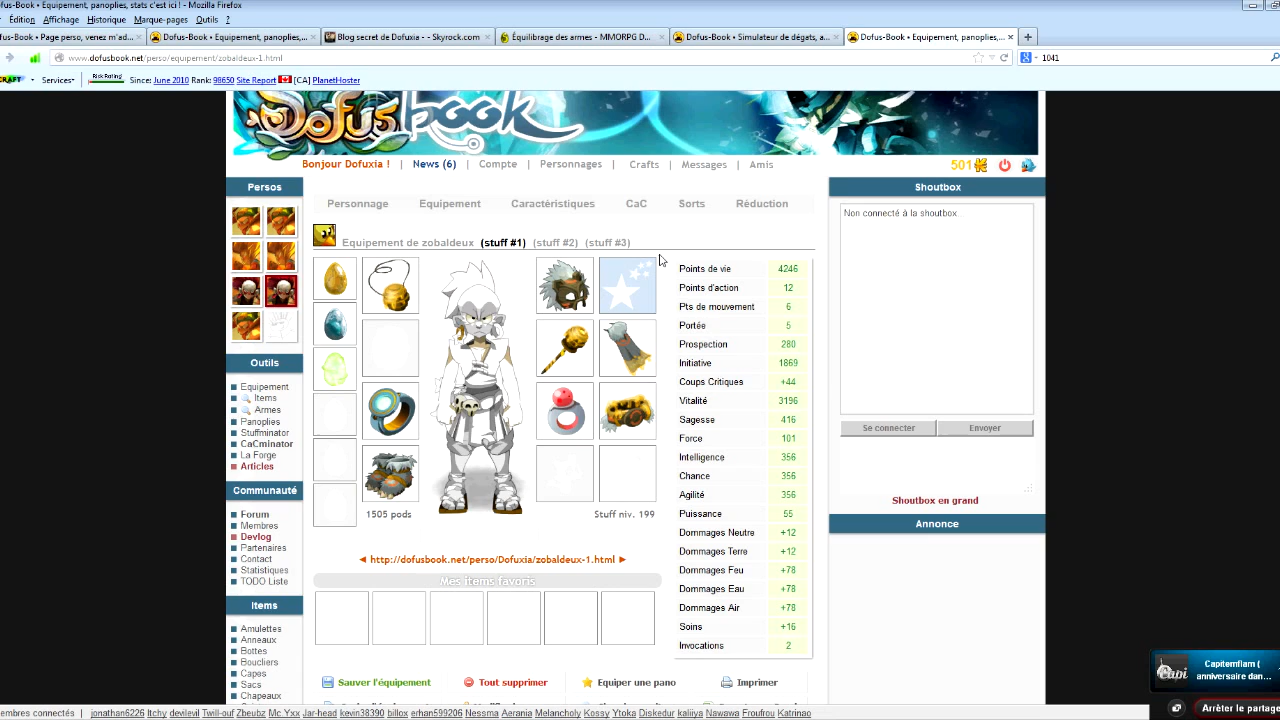 ofus-Book • Equipement, panoplies, stats c'est ici ! - Mozilla Firefox
Édition Affichage Historique Marque-pages Outils ?
ofus-Book • Page perso, venez m'ad... Dofus-Book • Equipement, panoplies,... Blog secret de Dofuxia - - Skyrock.com Équilibrage des armes - MMORPG D... Dofus-Book • Simulateur de dégats, a... Dofus-Book • Equipement, panoplies,...
www.dofusbook.net/perso/equipement/zobaldeux-1.html 1041
CRAFT Services Risk Rating Since: June 2010 Rank: 98650 Site Report [CA] PlanetHoster
Dofus book
Bonjour Dofuxia ! News (6) Compte Personnages Crafts Messages Amis 501
Persos
Personnage Equipement Caractéristiques CaC Sorts Réduction
Shoutbox
Non connecté à la shoutbox.
Equipement de zobaldeux (stuff #1) (stuff #2) (stuff #3)
Points de vie 4246
Points d'action 12
Pts de mouvement 6
Portée 5
Prospection 280
Initiative 1869
Coups Critiques +44
Vitalité 3196
Sagesse 416
Force 101
Intelligence 356
Chance 356
Agilité 356
Puissance 55
Dommages Neutre +12
Dommages Terre +12
Dommages Feu +78
Dommages Eau +78
Dommages Air +78
Soins +16
Invocations 2
Outils
Equipement
Items
Armes
Panoplies
Stuffminator
CaCminator
La Forge
Articles
Communauté
Forum
Membres
Devlog
Partenaires
Contact
Statistiques
TODO Liste
Items
Amulettes
Anneaux
Bottes
Boucliers
Capes
Sacs
Chapeaux
1505 pods Stuff niv. 199
http://dofusbook.net/perso/Dofuxia/zobaldeux-1.html
Mes items favoris
Sauver l'équipement Tout supprimer Equiper une pano Imprimer
Se connecter Envoyer
Shoutbox en grand
Annonce
Capi
Capitemflam (
anniversaire dan...
Arrêter le partage
embres connectés | jonathan6226 Itchy devilevil Twill-ouf Zbeubz Mc Yxx Jar-head kevin38390 billox erhan599206 Nessma Aerania Melancholy Kossy Ytoka Diskedur kaliiya Nawawa Froufrou Katrinao